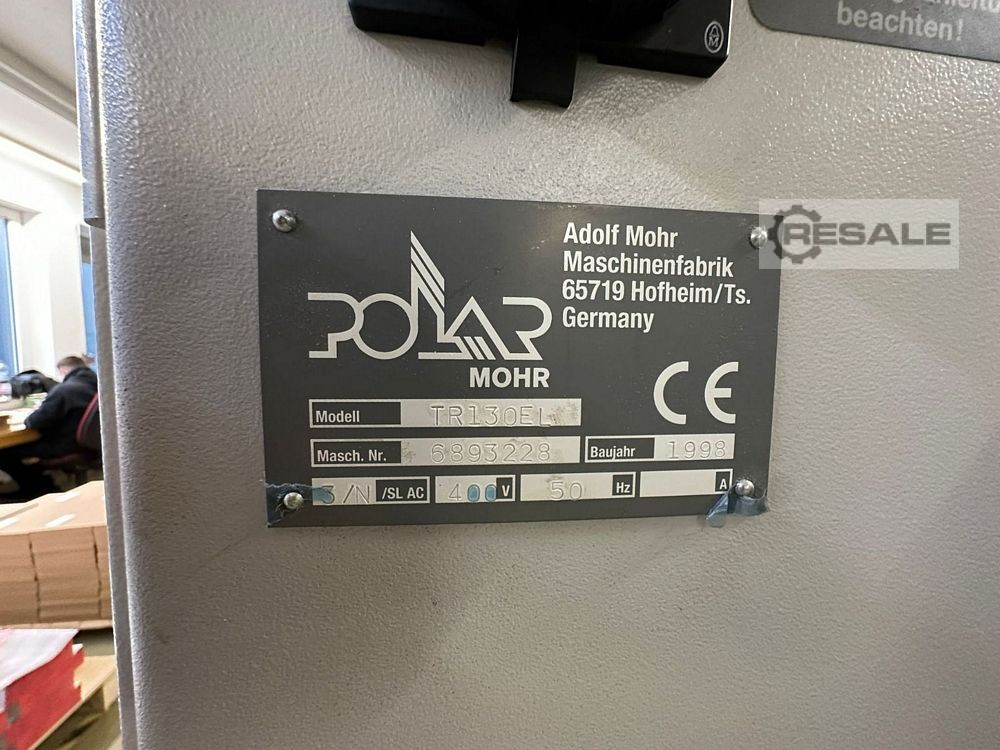 beachten!
RESALE
Adolf Mohr
Maschinenfabrik
65719 Hofheim/Ts.
Germany
POLAR
MOHR
CE
Modell TR130EL
Masch. Nr. 6893228 Baujahr 1998
3/N /SL AC 400 V 50 Hz A